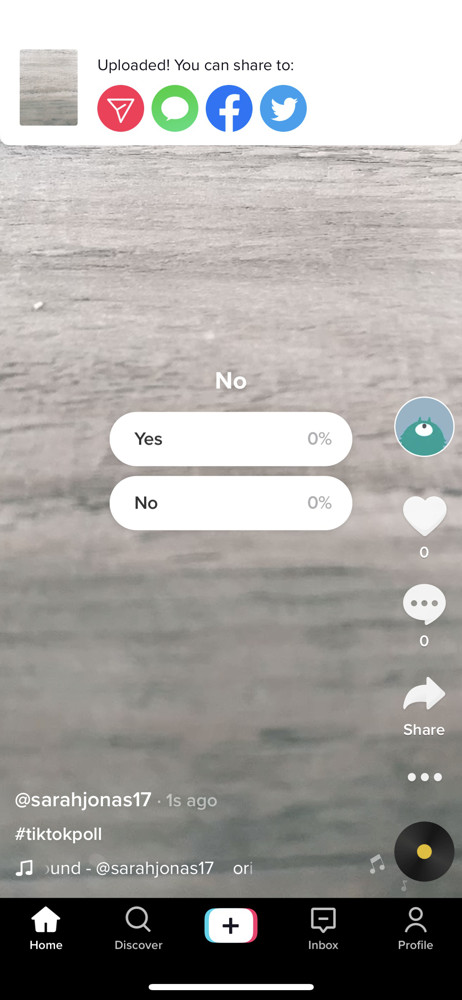 Uploaded! You can share to:
No
Yes 0%
No 0%
0
0
Share
@sarahjonas17 · 1s ago
#tiktokpoll
ound - @sarahjonas17 ori
Home Discover Inbox Profile